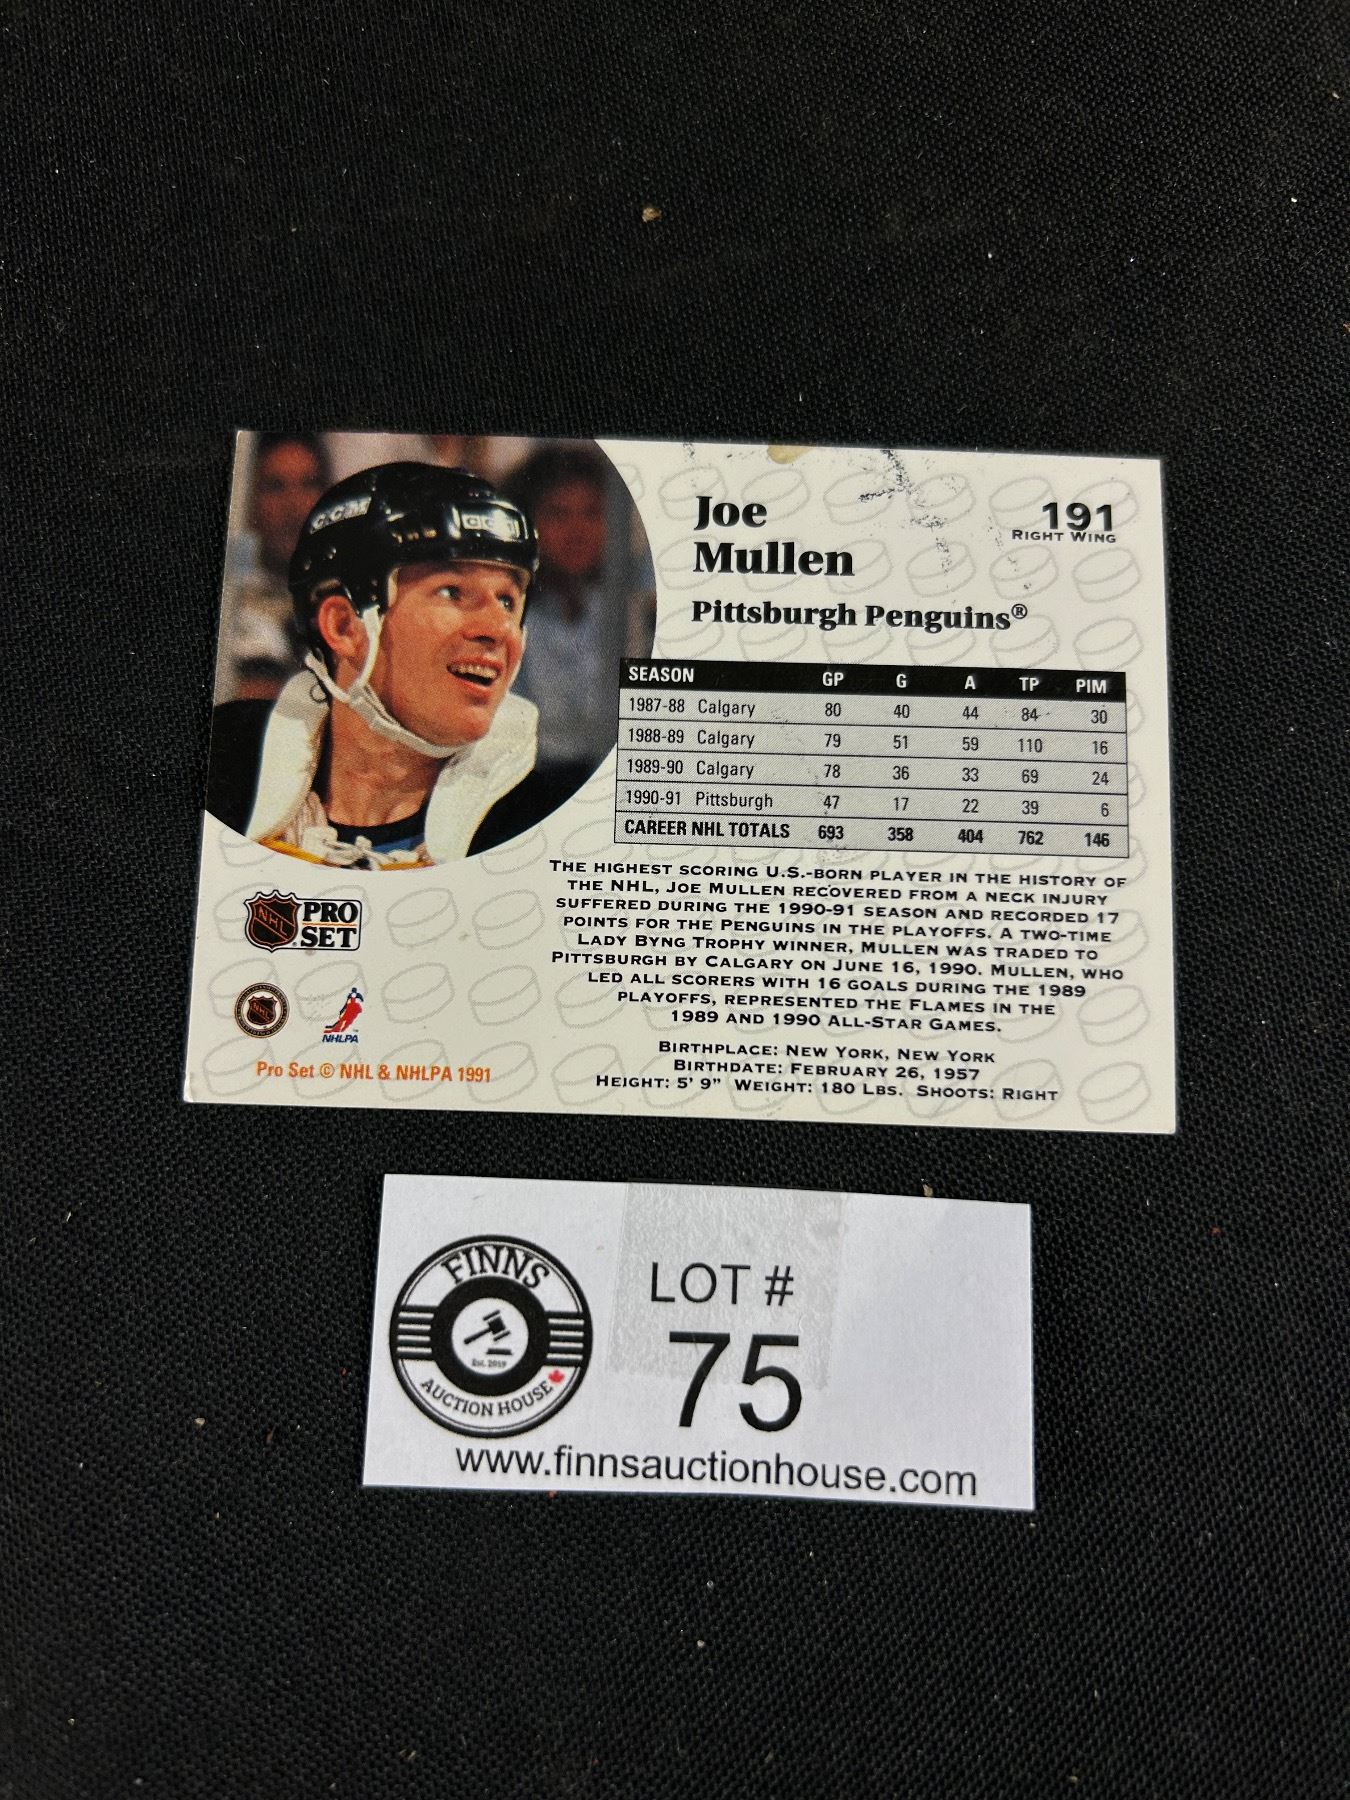 CCM
CCM
Joe
Mullen
191
RIGHT WING
Pittsburgh Penguins®
SEASON GP G A TP PIM
1987-88 Calgary 80 40 44 84 30
1988-89 Calgary 79 51 59 110 16
1989-90 Calgary 78 36 33 69 24
1990-91 Pittsburgh 47 17 22 39 6
CAREER NHL TOTALS 693 358 404 762 146
THE HIGHEST SCORING U.S.-BORN PLAYER IN THE HISTORY OF
THE NHL, JOE MULLEN RECOVERED FROM A NECK INJURY
SUFFERED DURING THE 1990-91 SEASON AND RECORDED 17
POINTS FOR THE PENGUINS IN THE PLAYOFFS. A TWO-TIME
LADY BYNG TROPHY WINNER, MULLEN WAS TRADED TO
PITTSBURGH BY CALGARY ON JUNE 16, 1990. MULLEN, WHO
LED ALL SCORERS WITH 16 GOALS DURING THE 1989
PLAYOFFS, REPRESENTED THE FLAMES IN THE
1989 AND 1990 ALL-STAR GAMES.
BIRTHPLACE: NEW YORK, NEW YORK
BIRTHDATE: FEBRUARY 26, 1957
HEIGHT: 5' 9" WEIGHT: 180 LBS. SHOOTS: RIGHT
NHL PRO
SET
NHL
NHLPA
Pro Set © NHL & NHLPA 1991
FINNS
Est. 2019
AUCTION HOUSE
LOT #
75
www.finnsauctionhouse.com